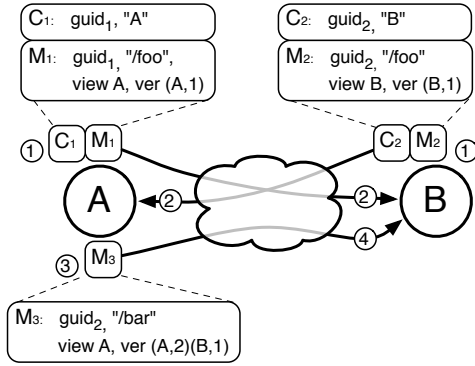 C1: guid1, "A"
M1: guid1, "/foo",
view A, ver (A,1)
C2: guid2, "B"
M2: guid2, "/foo"
view B, ver (B,1)
1 C1 M1
C2 M2 1
A 2 2 B
4
3 M3
M3: guid2, "/bar"
view A, ver (A,2)(B,1)